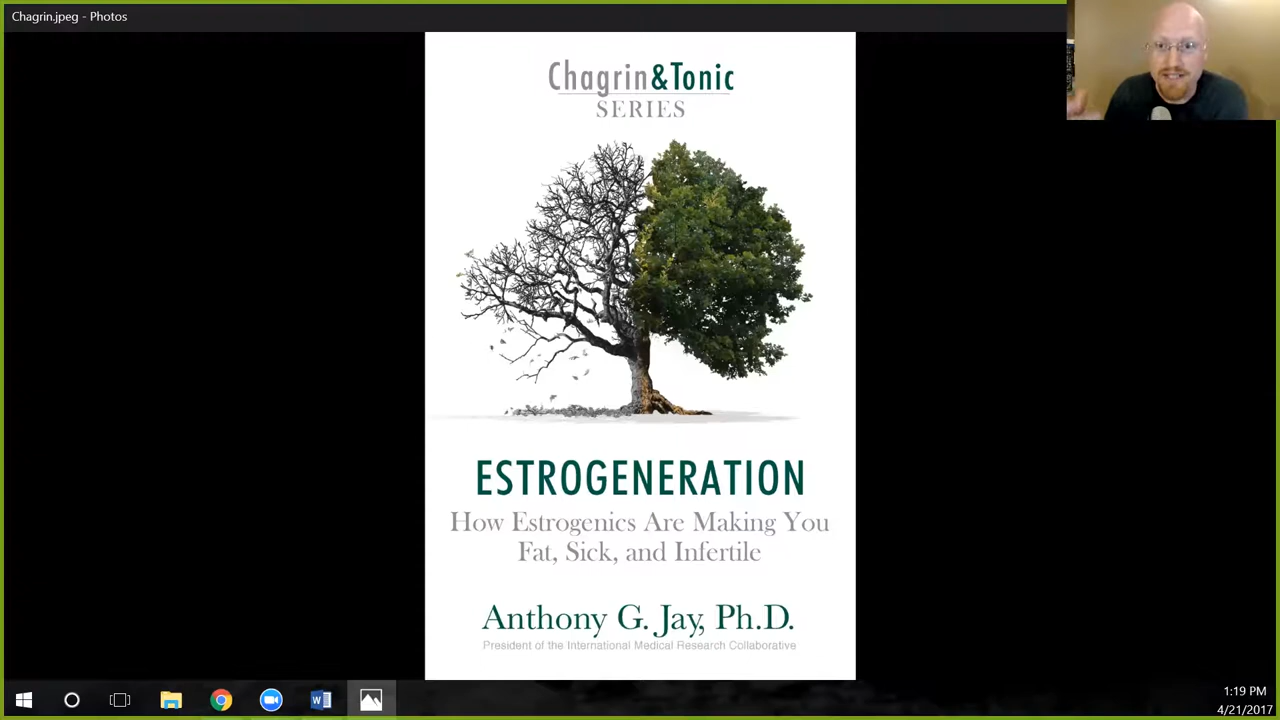 Chagrin.jpeg - Photos
Chagrin&Tonic
SERIES
ESTROGENERATION
How Estrogenics Are Making You
Fat, Sick, and Infertile
Anthony G. Jay, Ph.D.
President of the International Medical Research Collaborative
1:19 PM
4/21/2017